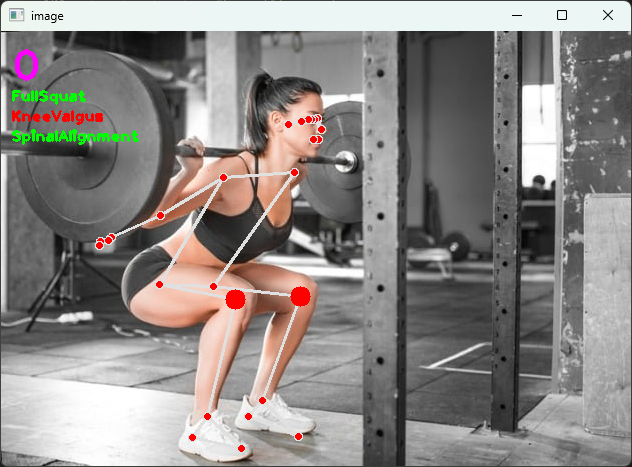 image
0
FullSquat
KneeValgus
SpinalAlignment